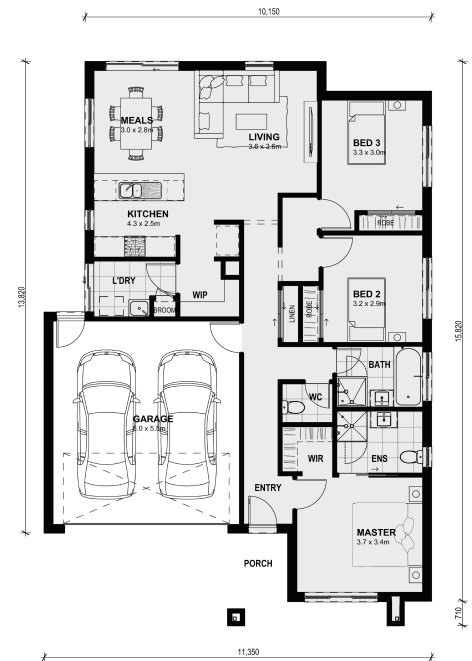 10,150
MEALS
3.0 x 2.8m
LIVING
3.6 x 3.6m
BED 3
3.3 x 3.0m
ROBE
KITCHEN
4.3 x 2.5m
L'DRY
WIP
BROOM
LINEN
ROBE
BED 2
3.2 x 2.9m
13,820
15,820
BATH
WC
GARAGE
6.0 x 5.5m
WIR
ENS
ENTRY
MASTER
3.7 x 3.4m
PORCH
710
11,350